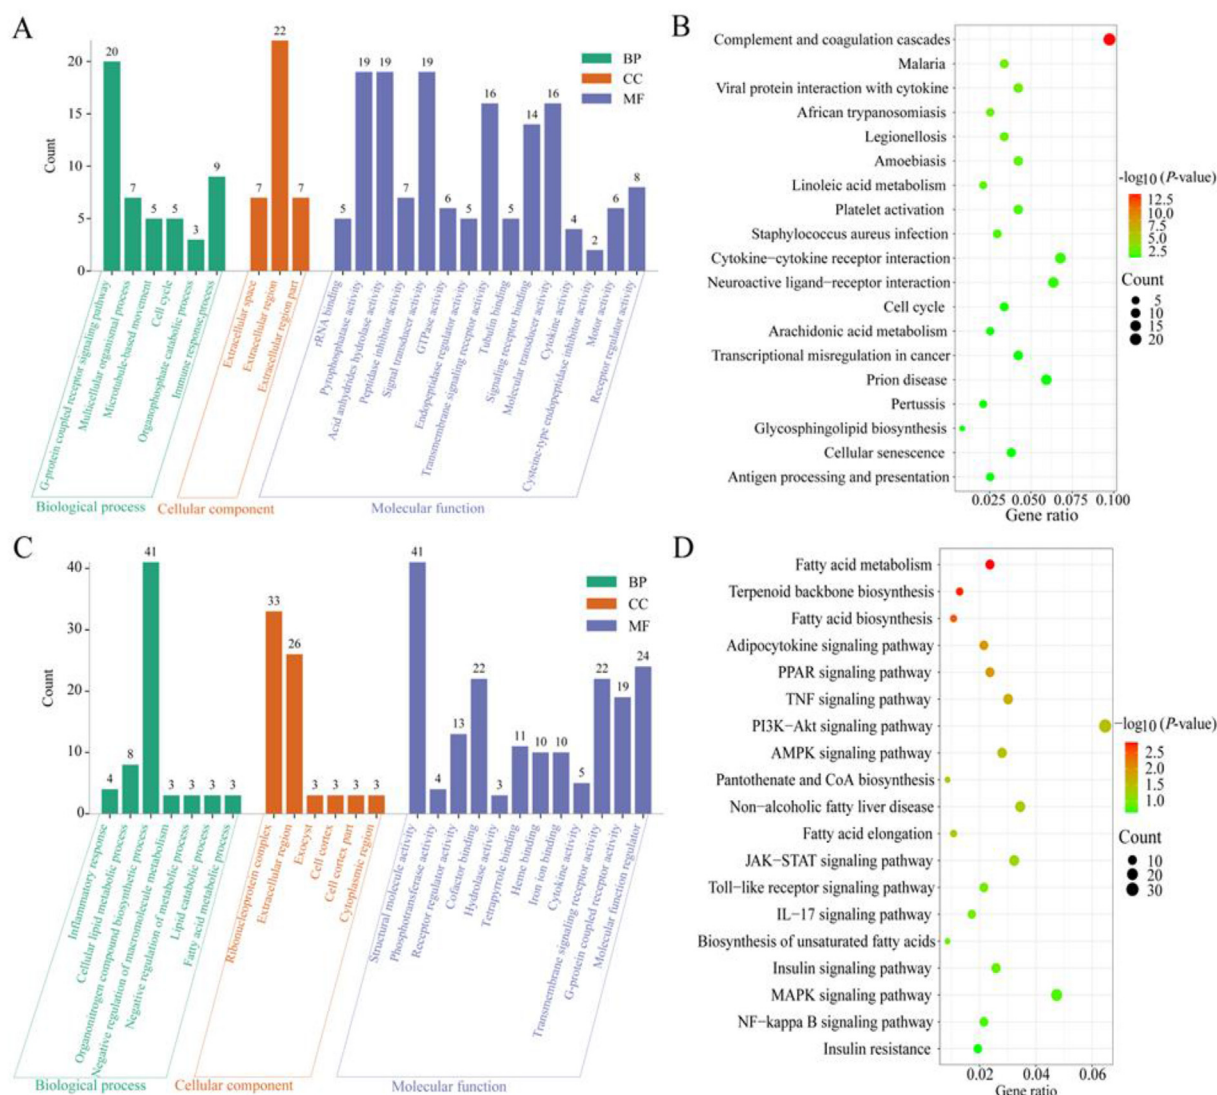 A
Count
20
15
10
5
0
20
7
5
5
3
9
7
22
7
5
19
19
7
19
6
5
16
5
14
16
4
2
6
8
BP
CC
MF
G-protein coupled receptor signaling pathway
Multicellular organismal process
Microtubule-based movement
Cell cycle
Organophosphate catabolic process
Immune response process
Extracellular space
Extracellular region
Extracellular region part
rRNA binding
Pyrophosphatase activity
Acid anhydrides hydrolase activity
Peptidase inhibitor activity
Signal transducer activity
GTPase activity
Endopeptidase regulator activity
Transmembrane signaling receptor activity
Tubulin binding
Signaling receptor binding
Molecular transducer activity
Cytokine activity
Cysteine-type endopeptidase inhibitor activity
Motor activity
Receptor regulator activity
Biological process
Cellular component
Molecular function
B
Complement and coagulation cascades
Malaria
Viral protein interaction with cytokine
African trypanosomiasis
Legionellosis
Amoebiasis
Linoleic acid metabolism
Platelet activation
Staphylococcus aureus infection
Cytokine−cytokine receptor interaction
Neuroactive ligand−receptor interaction
Cell cycle
Arachidonic acid metabolism
Transcriptional misregulation in cancer
Prion disease
Pertussis
Glycosphingolipid biosynthesis
Cellular senescence
Antigen processing and presentation
0.025 0.050 0.075 0.100
Gene ratio
-log10 (P-value)
12.5
10.0
7.5
5.0
2.5
Count
5
10
15
20
C
Count
40
30
20
10
0
4
8
41
3
3
3
3
33
26
3
3
3
3
41
4
13
22
3
11
10
10
5
22
19
24
BP
CC
MF
Inflammatory response
Cellular lipid metabolic process
Organonitrogen compound biosynthetic process
Negative regulation of macromolecule metabolism
Negative regulation of metabolic process
Lipid catabolic process
Fatty acid metabolic process
Ribonucleoprotein complex
Extracellular region
Exocyst
Cell cortex
Cell cortex part
Cytoplasmic region
Structural molecule activity
Phosphotransferase activity
Receptor regulator activity
Cofactor binding
Hydrolase activity
Tetrapyrrole binding
Heme binding
Iron ion binding
Cytokine activity
Transmembrane signaling receptor activity
G-protein coupled receptor activity
Molecular function regulator
Biological process
Cellular component
Molecular function
D
Fatty acid metabolism
Terpenoid backbone biosynthesis
Fatty acid biosynthesis
Adipocytokine signaling pathway
PPAR signaling pathway
TNF signaling pathway
PI3K−Akt signaling pathway
AMPK signaling pathway
Pantothenate and CoA biosynthesis
Non−alcoholic fatty liver disease
Fatty acid elongation
JAK−STAT signaling pathway
Toll−like receptor signaling pathway
IL−17 signaling pathway
Biosynthesis of unsaturated fatty acids
Insulin signaling pathway
MAPK signaling pathway
NF−kappa B signaling pathway
Insulin resistance
0.02 0.04 0.06
Gene ratio
−log10 (P-value)
2.5
2.0
1.5
1.0
Count
10
20
30